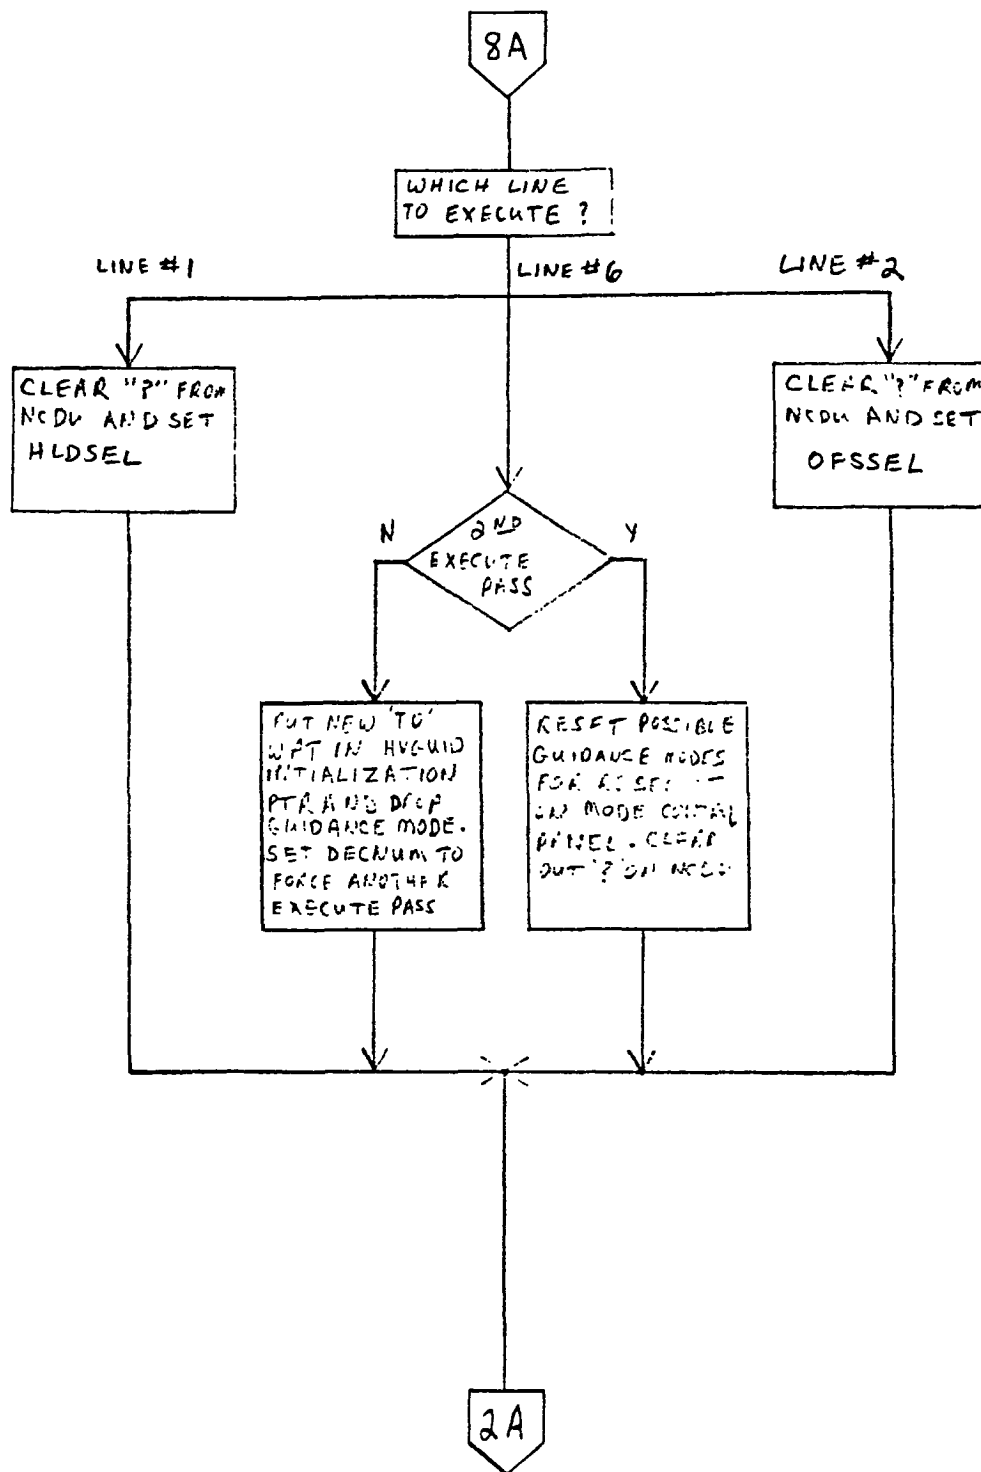 8A
WHICH LINE
TO EXECUTE ?
LINE #1
LINE #6
LINE #2
CLEAR "?" FROM
NCDU AND SET
HLDSEL
CLEAR "?" FROM
NCDU AND SET
OFSSEL
N
2ND
EXECUTE
PASS
Y
PUT NEW 'TO'
WPT IN HVGUID
INITIALIZATION
PTR AND DROP
GUIDANCE MODE.
SET DECNUM TO
FORCE ANOTHER
EXECUTE PASS
RESET POSSIBLE
GUIDANCE MODES
FOR
ON MODE CONTROL
PANEL. CLEAR
OUT '?' ON NCDU
2A